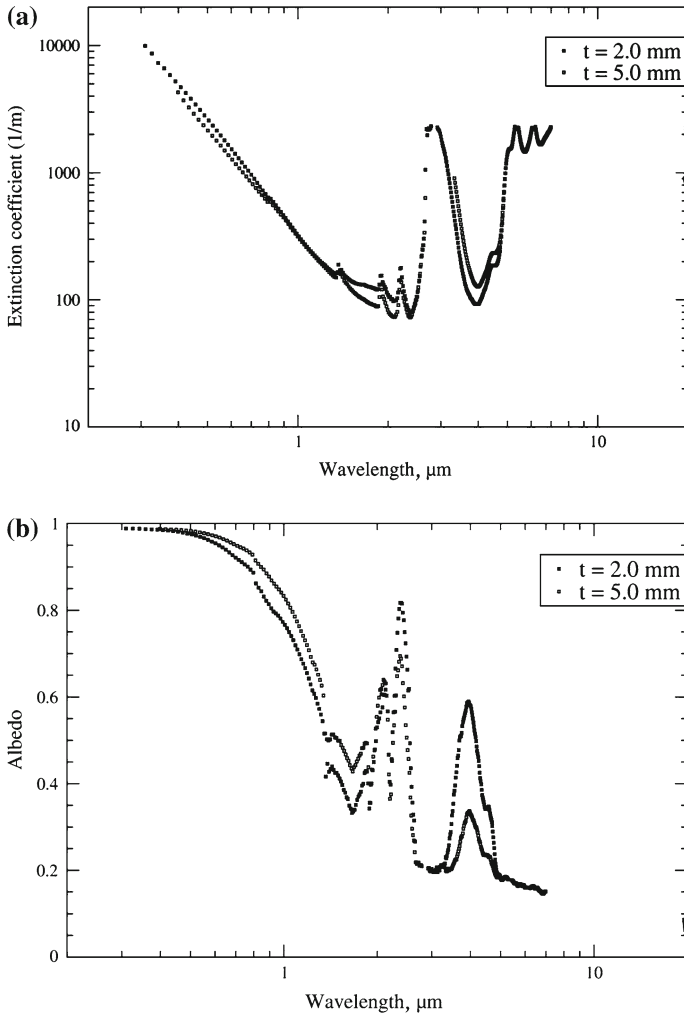 (a)
10000
1000
100
10
Extinction coefficient (1/m)
t = 2.0 mm
t = 5.0 mm
1
10
Wavelength, µm
(b)
1
0.8
0.6
0.4
0.2
0
Albedo
t = 2.0 mm
t = 5.0 mm
1
10
Wavelength, µm